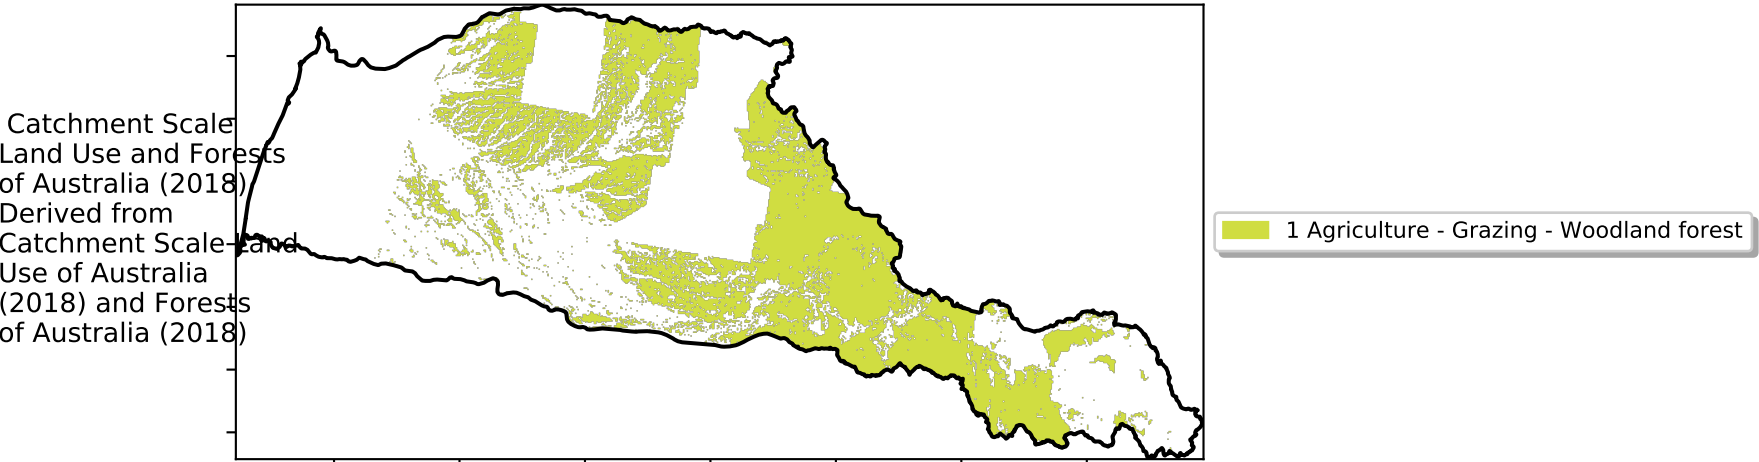 Catchment Scale
Land Use and Forests
of Australia (2018)
Derived from
Catchment Scale Land
Use of Australia
(2018) and Forests
of Australia (2018)
1 Agriculture - Grazing - Woodland forest